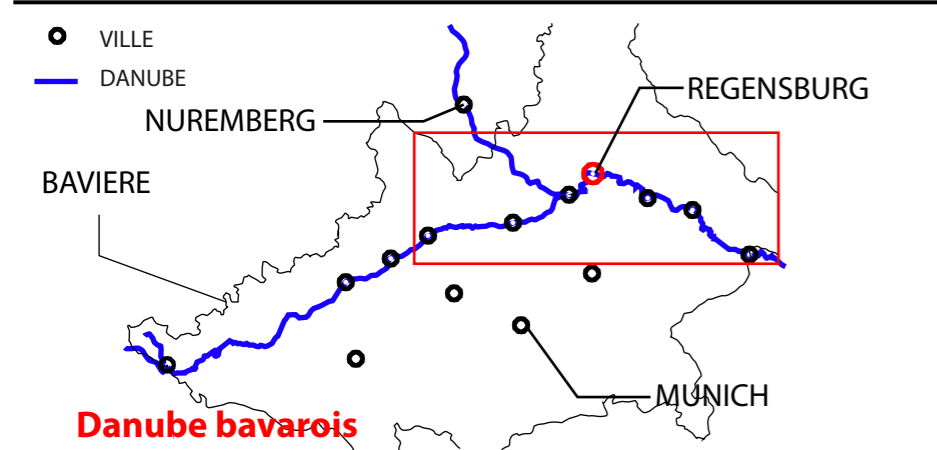 VILLE
DANUBE
NUREMBERG
REGENSBURG
BAVIERE
MUNICH
Danube bavarois